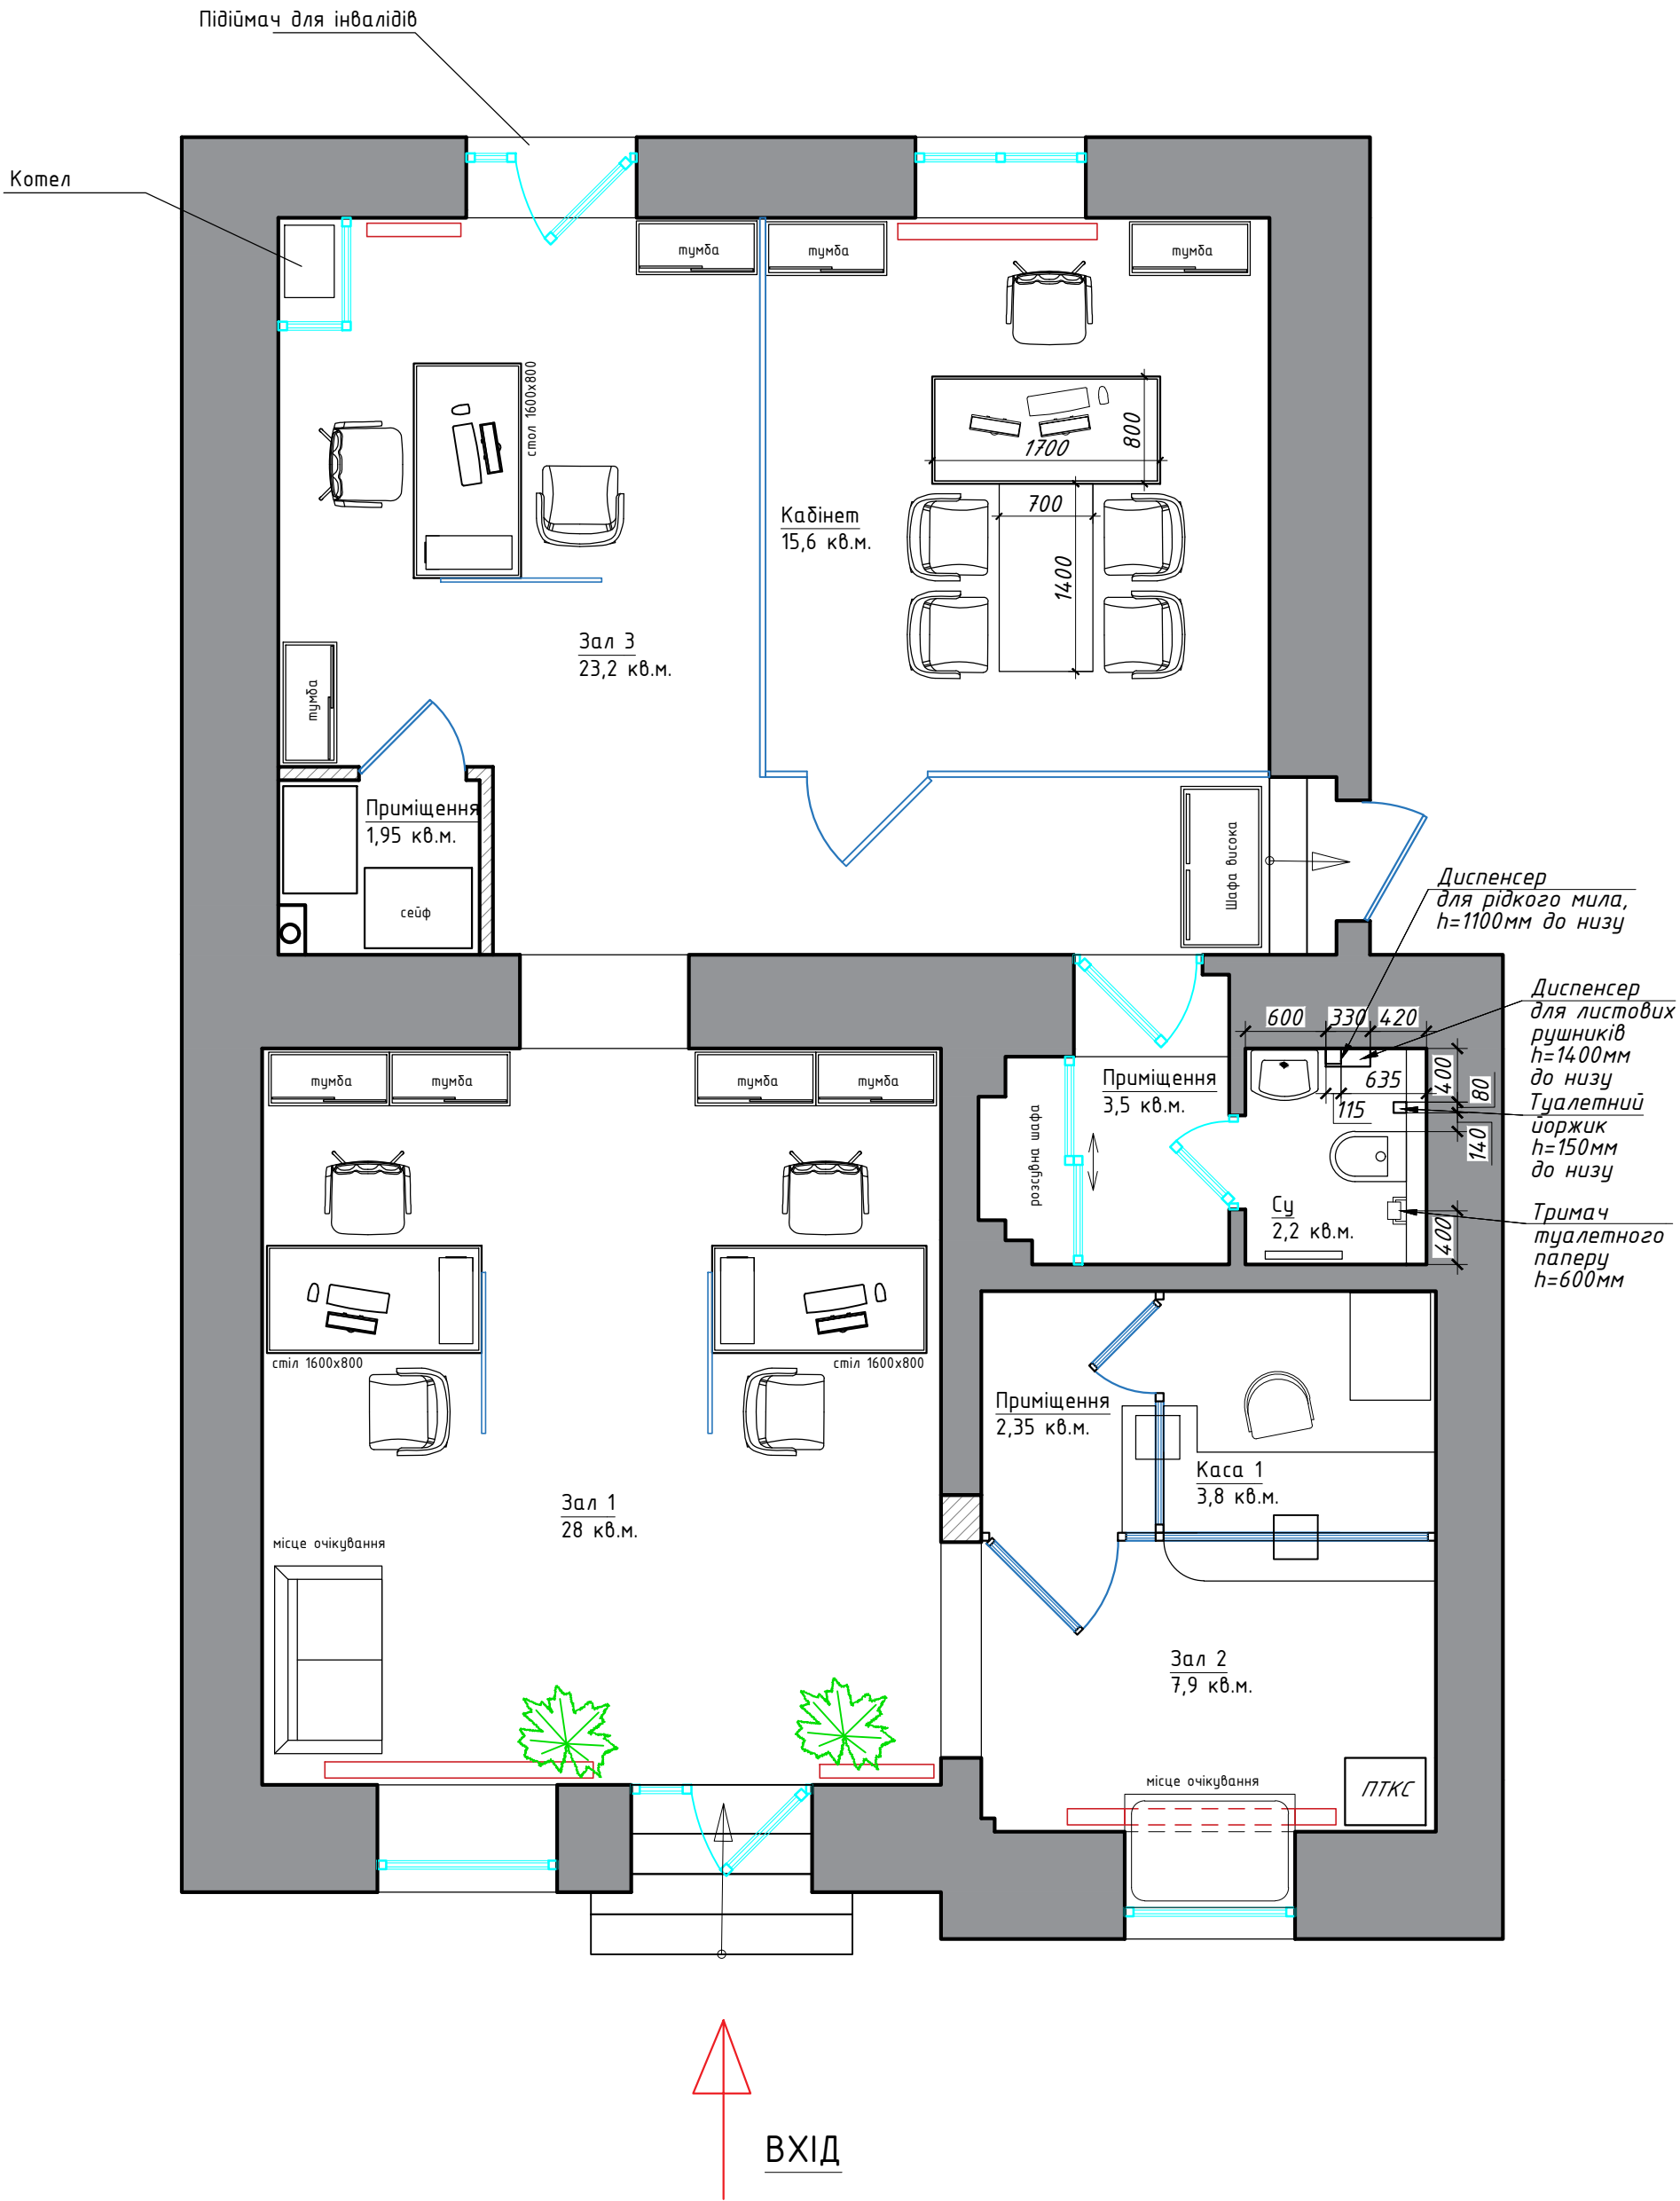 Підіймач для інвалідів
Котел
тумба
тумба
тумба
стол 1600x800
800
1700
700
1400
Кабінет
15,6 кв.м.
Зал 3
23,2 кв.м.
тумба
Приміщення
1,95 кв.м.
сейф
Шафа висока
Диспенсер
для рідкого мила,
h=1100мм до низу
Диспенсер
для листових
рушників
h=1400мм
до низу
Туалетний
йоржик
h=150мм
до низу
Тримач
туалетного
паперу
h=600мм
600
330
420
635
115
400
80
140
400
тумба
тумба
тумба
тумба
Приміщення
3,5 кв.м.
розсувна шафа
Су
2,2 кв.м.
стіл 1600x800
стіл 1600x800
Приміщення
2,35 кв.м.
Каса 1
3,8 кв.м.
Зал 1
28 кв.м.
місце очікування
Зал 2
7,9 кв.м.
місце очікування
ПТКС
ВХІД